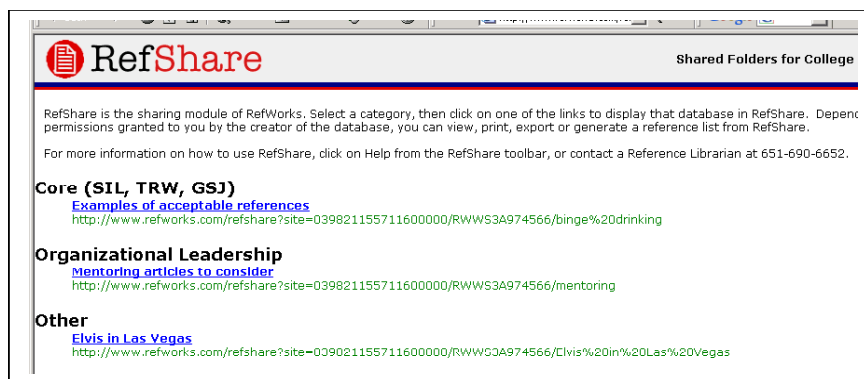 RefShare
Shared Folders for College
RefShare is the sharing module of RefWorks. Select a category, then click on one of the links to display that database in RefShare. Depend
permissions granted to you by the creator of the database, you can view, print, export or generate a reference list from RefShare.
For more information on how to use RefShare, click on Help from the RefShare toolbar, or contact a Reference Librarian at 651-690-6652.
Core (SIL, TRW, GSJ)
Examples of acceptable references
http://www.refworks.com/refshare?site=039821155711600000/RWWS3A974566/binge%20drinking
Organizational Leadership
Mentoring articles to consider
http://www.refworks.com/refshare?site=039821155711600000/RWWS3A974566/mentoring
Other
Elvis in Las Vegas
http://www.refworks.com/refshare?site=039021155711600000/RWWS3A974566/Elvis%20in%20Las%20Vegas